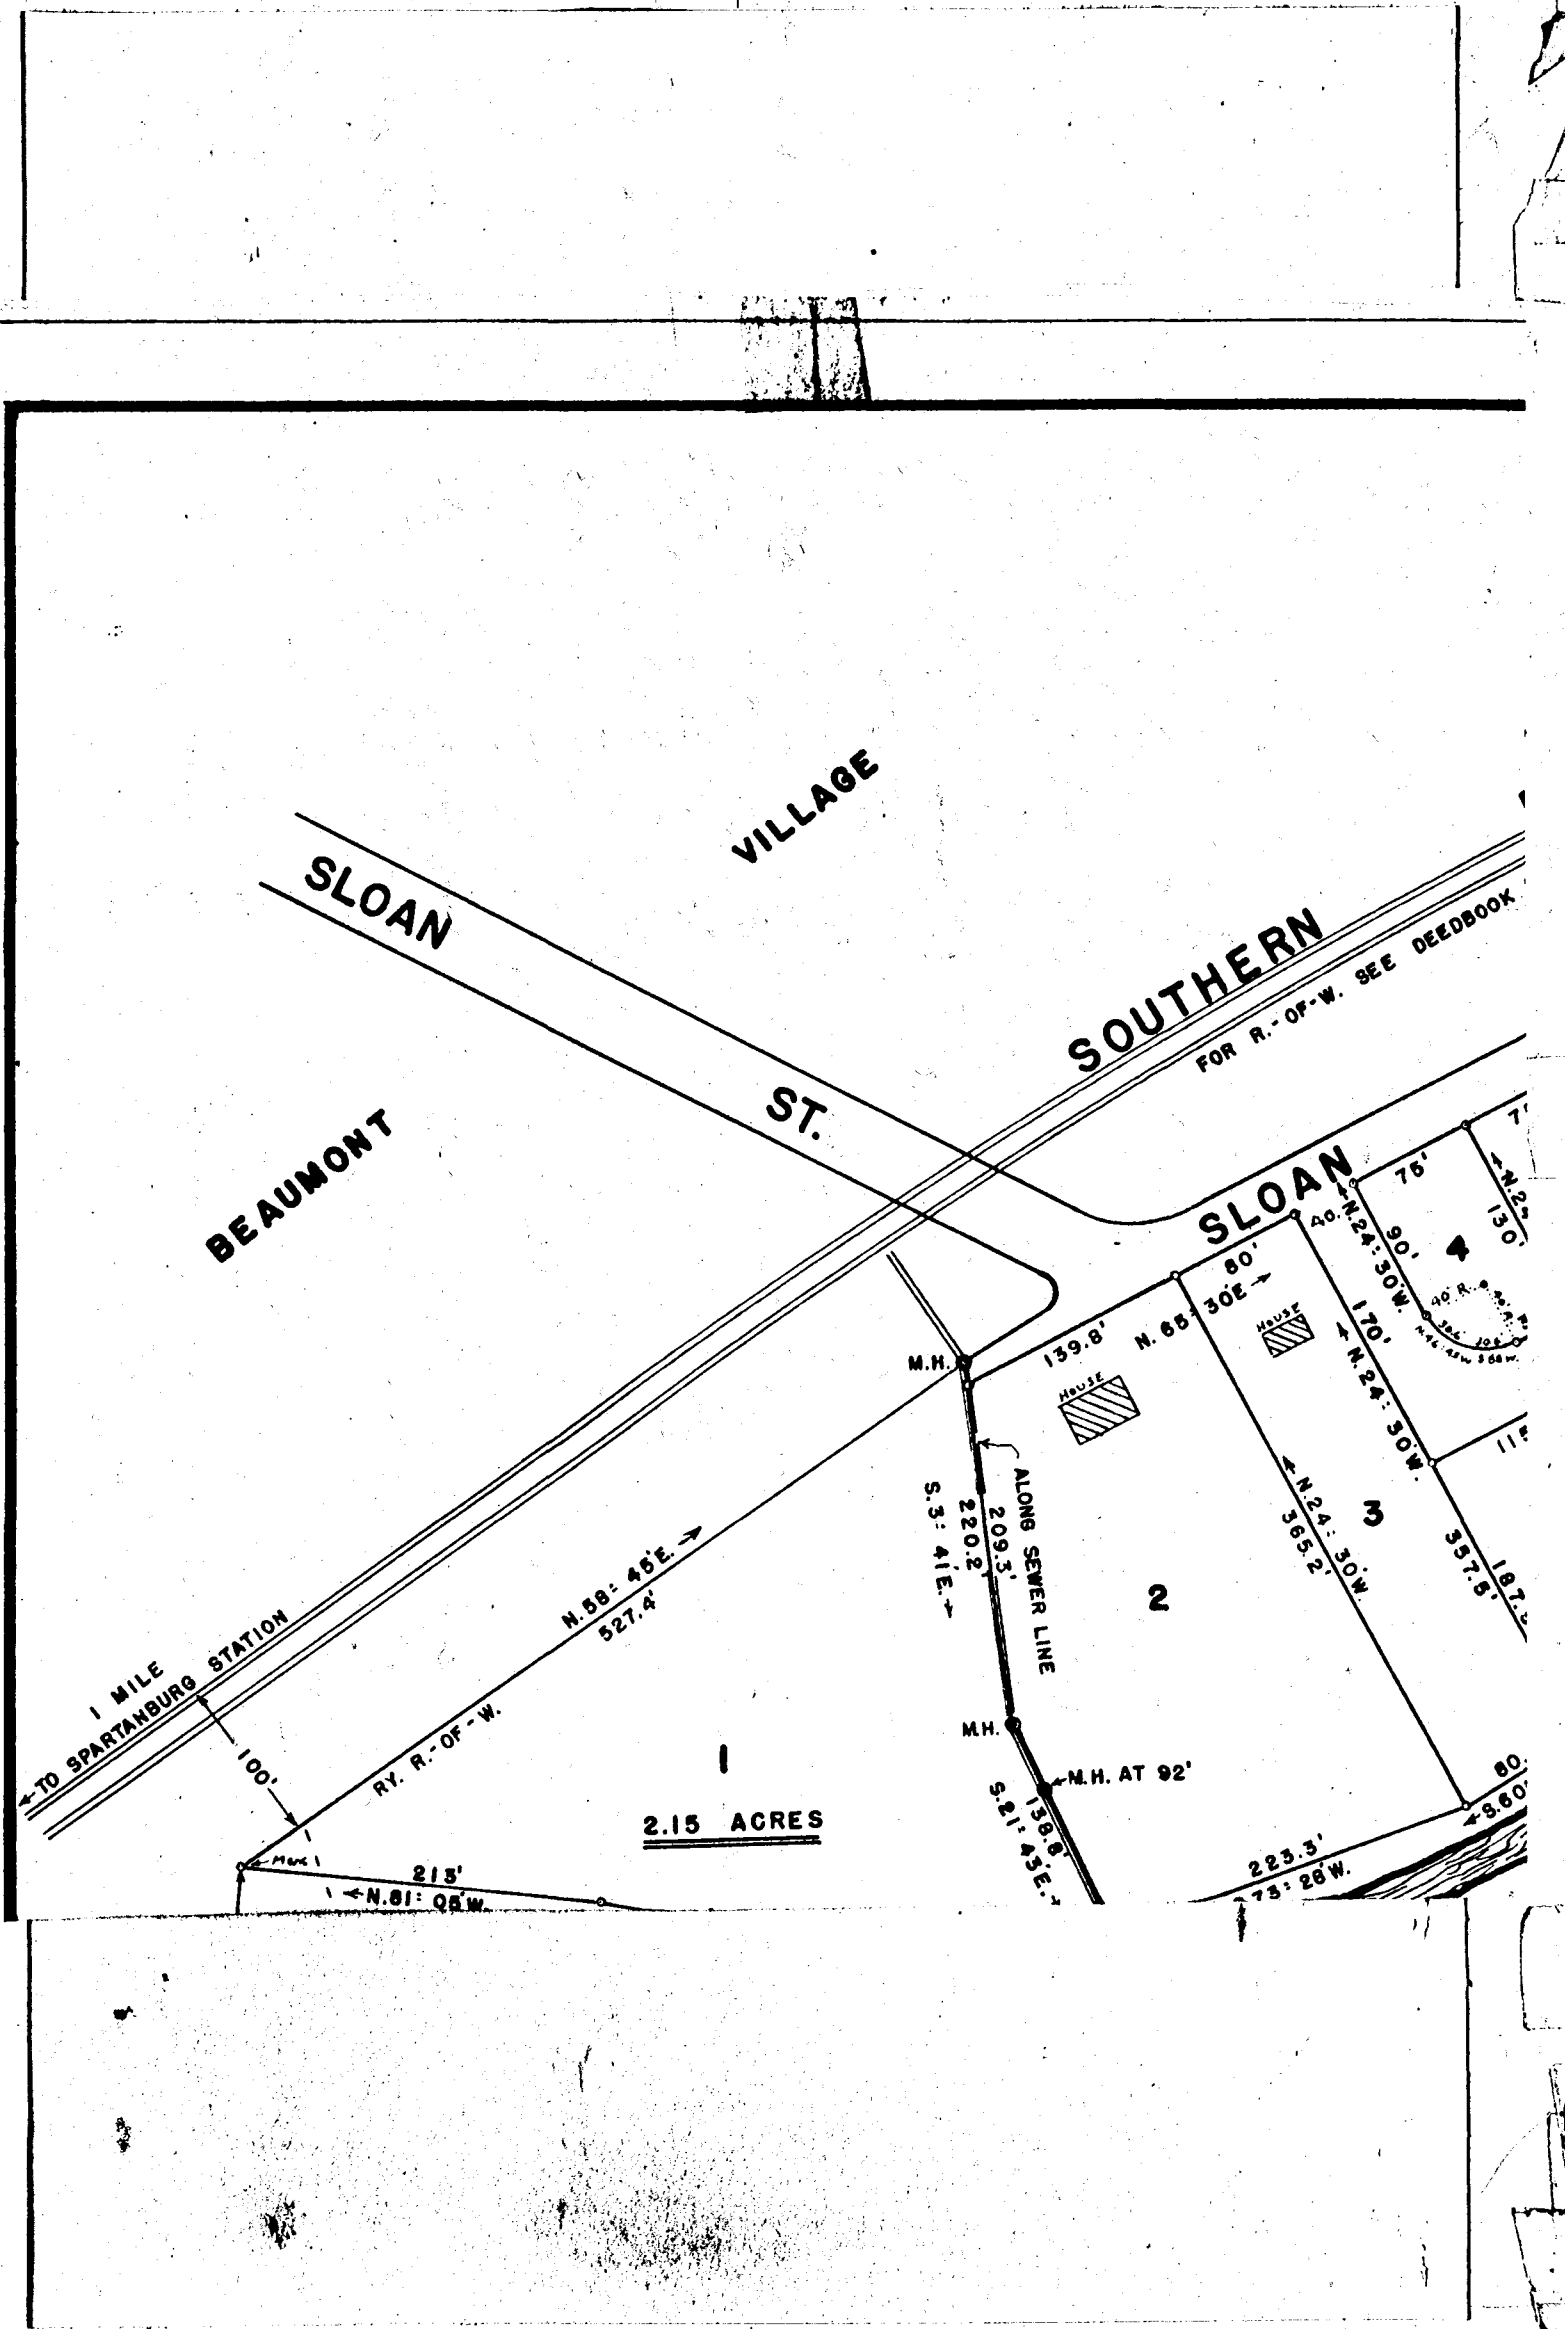 VILLAGE
SLOAN
ST.
SOUTHERN
FOR R.-OF-W. SEE DEEDBOOK
BEAUMONT
SLOAN
75'
40.
N.24:30'W.
90'
130'
4
40' R.
80'
N. 65:30'E
139.8'
HOUSE
HOUSE
170'
N. 24: 30'W.
M.H.
ALONG SEWER LINE
209.3'
220.2'
S.3: 41'E.
N.24: 30'W.
365.2'
3
357.5'
2
N.58: 45'E.
527.4'
1 MILE
TO SPARTANBURG STATION
100'
RY. R.-OF-W.
M.H.
M.H. AT 92'
138.8'
S.21: 43'E.
1
2.15 ACRES
213'
N.81: 05'W.
223.3'
73: 28'W.
80.
S.60